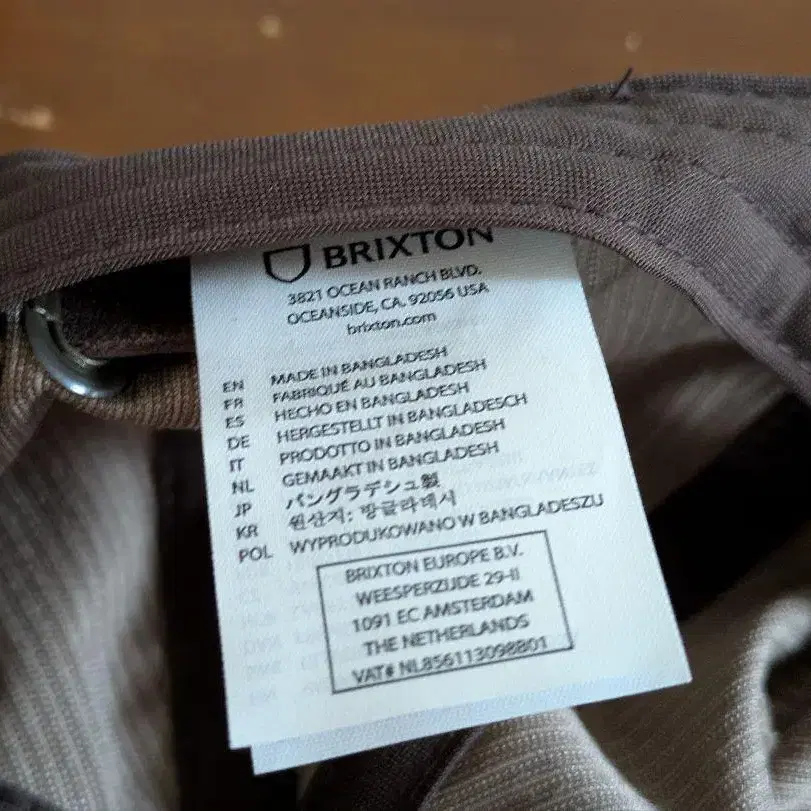 BRIXTON
3821 OCEAN RANCH BLVD.
OCEANSIDE, CA. 92056 USA
brixton.com
EN MADE IN BANGLADESH
FR FABRIQUÉ AU BANGLADESH
ES HECHO EN BANGLADESH
DE HERGESTELLT IN BANGLADESCH
IT PRODOTTO IN BANGLADESH
NL GEMAAKT IN BANGLADESH
JP バングラデシュ製
KR 원산지: 방글라데시
POL WYPRODUKOWANO W BANGLADESZU
BRIXTON EUROPE B.V.
WEESPERZIJDE 29-II
1091 EC AMSTERDAM
THE NETHERLANDS
VAT# NL856113098B01